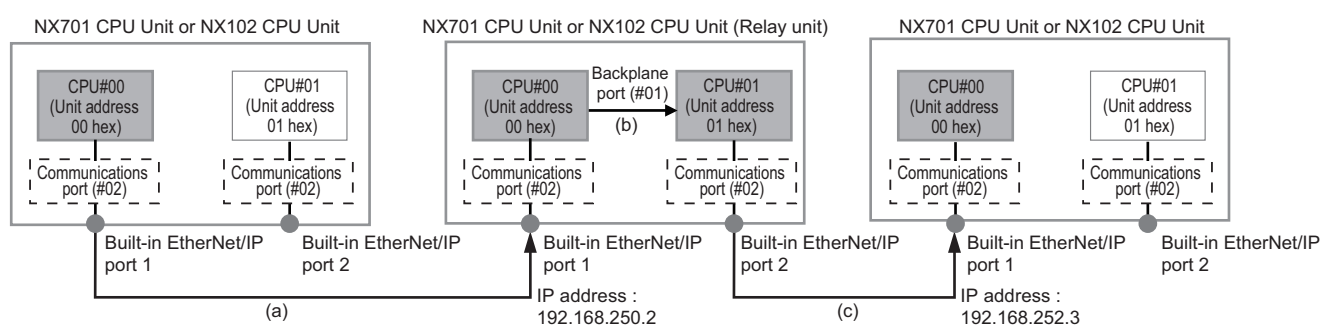 NX701 CPU Unit or NX102 CPU Unit
NX701 CPU Unit or NX102 CPU Unit (Relay unit)
NX701 CPU Unit or NX102 CPU Unit
CPU#00
(Unit address
00 hex)
CPU#01
(Unit address
01 hex)
Communications
port (#02)
Communications
port (#02)
Built-in EtherNet/IP
port 1
Built-in EtherNet/IP
port 2
(a)
CPU#00
(Unit address
00 hex)
Backplane
port (#01)
(b)
CPU#01
(Unit address
01 hex)
Communications
port (#02)
Communications
port (#02)
Built-in EtherNet/IP
port 1
IP address :
192.168.250.2
Built-in EtherNet/IP
port 2
(c)
CPU#00
(Unit address
00 hex)
CPU#01
(Unit address
01 hex)
Communications
port (#02)
Communications
port (#02)
Built-in EtherNet/IP
port 1
IP address :
192.168.252.3
Built-in EtherNet/IP
port 2